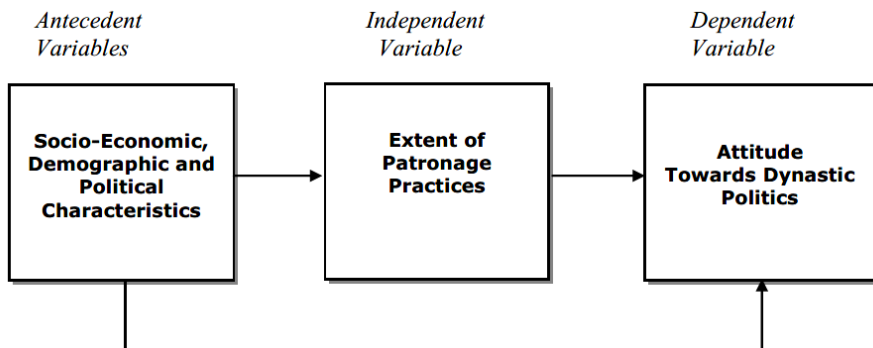 Antecedent
Variables
Independent
Variable
Dependent
Variable
Socio-Economic,
Demographic and
Political
Characteristics
Extent of
Patronage
Practices
Attitude
Towards Dynastic
Politics